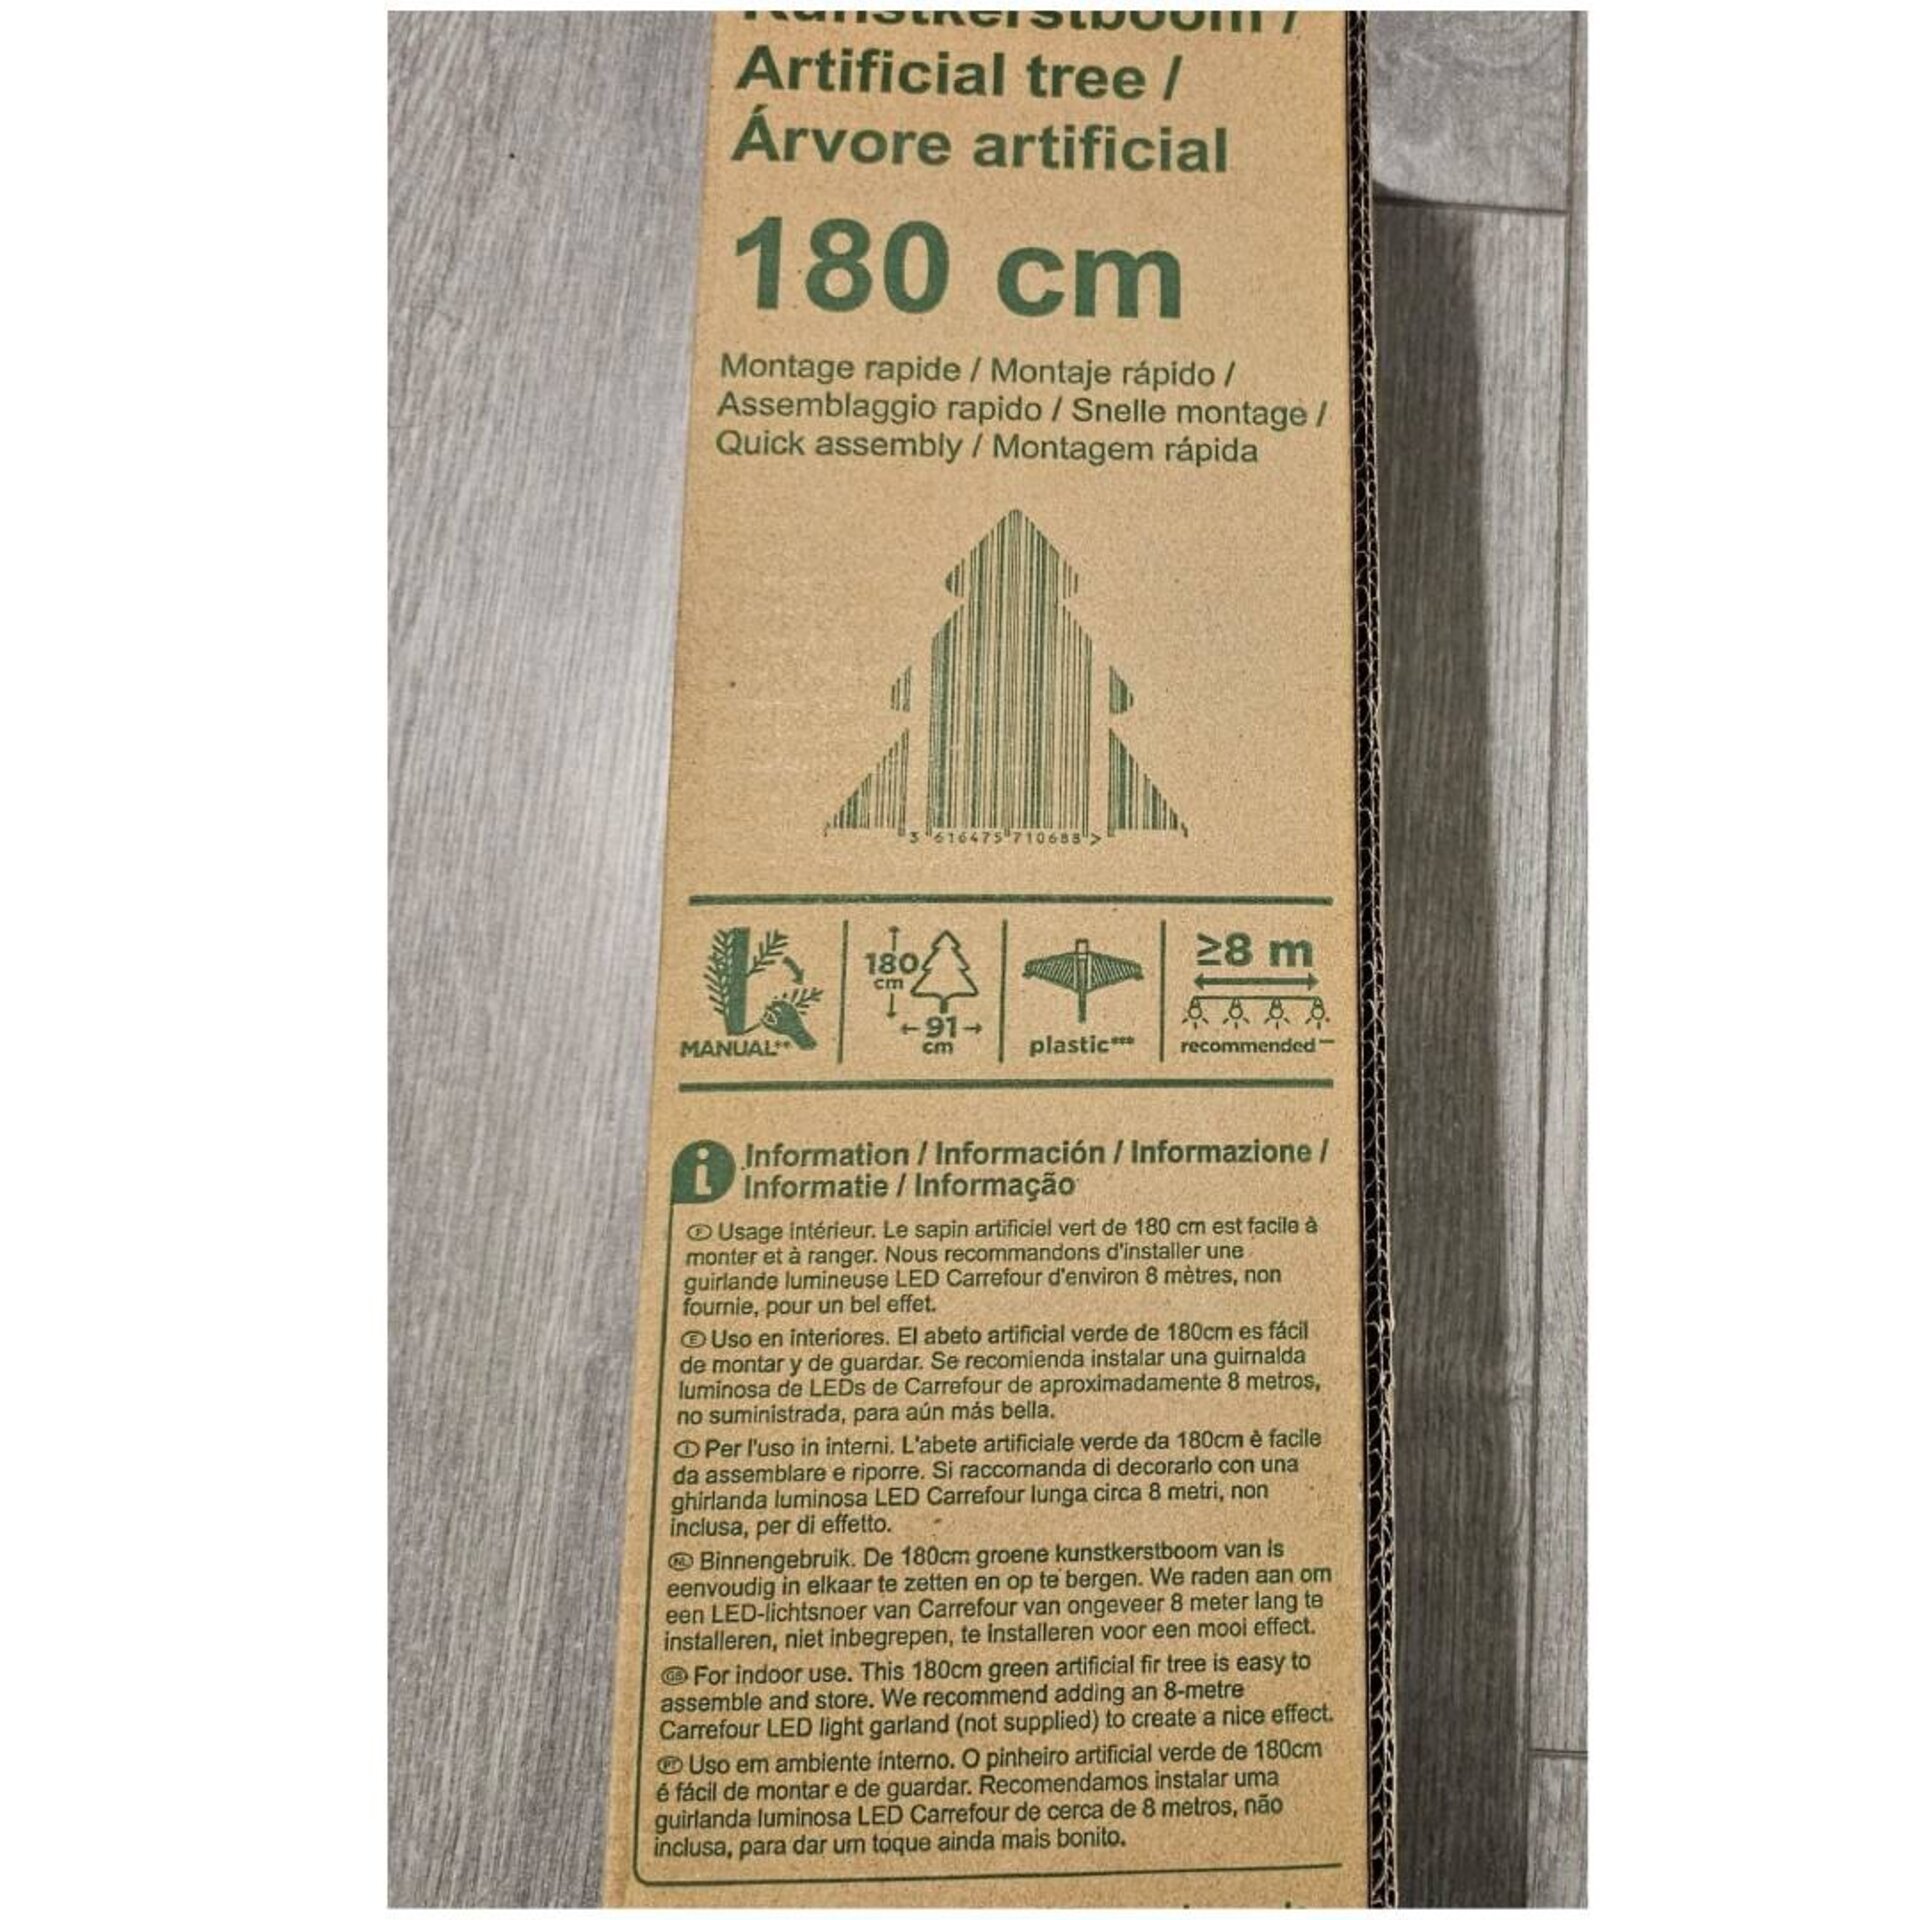 Kunstkerstboom /
Artificial tree /
Árvore artificial
180 cm
Montage rapide / Montaje rápido /
Assemblaggio rapido / Snelle montage /
Quick assembly / Montagem rápida
3 616475 710688 >
MANUAL**
180
cm
91
cm
plastic***
≥8 m
recommended
i Information / Información / Informazione /
Informatie / Informação
F Usage intérieur. Le sapin artificiel vert de 180 cm est facile à
monter et à ranger. Nous recommandons d'installer une
guirlande lumineuse LED Carrefour d'environ 8 mètres, non
fournie, pour un bel effet.
E Uso en interiores. El abeto artificial verde de 180cm es fácil
de montar y de guardar. Se recomienda instalar una guirnalda
luminosa de LEDs de Carrefour de aproximadamente 8 metros,
no suministrada, para aún más bella.
I Per l'uso in interni. L'abete artificiale verde da 180cm è facile
da assemblare e riporre. Si raccomanda di decorarlo con una
ghirlanda luminosa LED Carrefour lunga circa 8 metri, non
inclusa, per di effetto.
NL Binnengebruik. De 180cm groene kunstkerstboom van is
eenvoudig in elkaar te zetten en op te bergen. We raden aan om
een LED-lichtsnoer van Carrefour van ongeveer 8 meter lang te
installeren, niet inbegrepen, te installeren voor een mooi effect.
GB For indoor use. This 180cm green artificial fir tree is easy to
assemble and store. We recommend adding an 8-metre
Carrefour LED light garland (not supplied) to create a nice effect.
PT Uso em ambiente interno. O pinheiro artificial verde de 180cm
é fácil de montar e de guardar. Recomendamos instalar uma
guirlanda luminosa LED Carrefour de cerca de 8 metros, não
inclusa, para dar um toque ainda mais bonito.